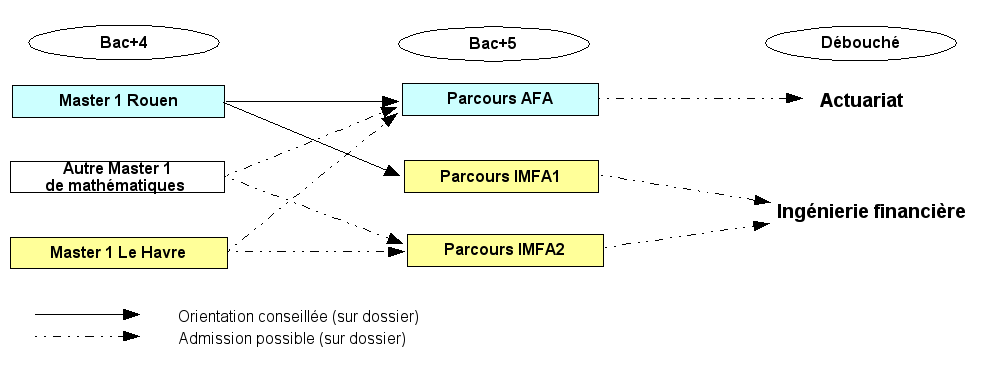 Bac+4
Bac+5
Débouché
Master 1 Rouen
Parcours AFA
Actuariat
Autre Master 1
de mathématiques
Parcours IMFA1
Ingénierie financière
Master 1 Le Havre
Parcours IMFA2
Orientation conseillée (sur dossier)
Admission possible (sur dossier)